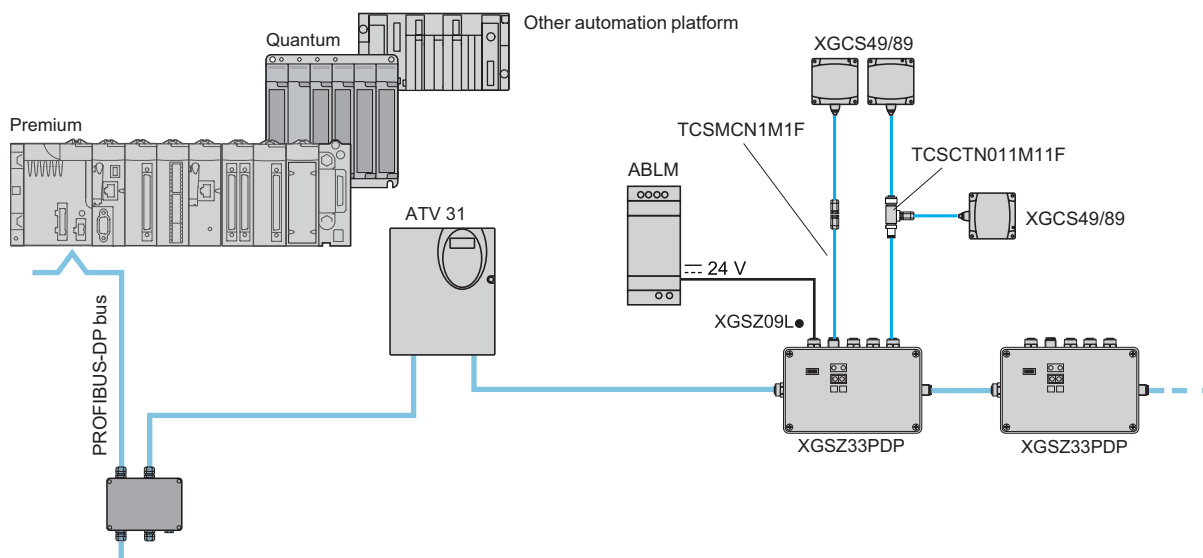 Other automation platform
Quantum
XGCS49/89
Premium
TCSMCN1M1F
TCSCTN011M11F
ABLM
ATV 31
XGCS49/89
24 V
XGSZ09L●
PROFIBUS-DP bus
XGSZ33PDP
XGSZ33PDP